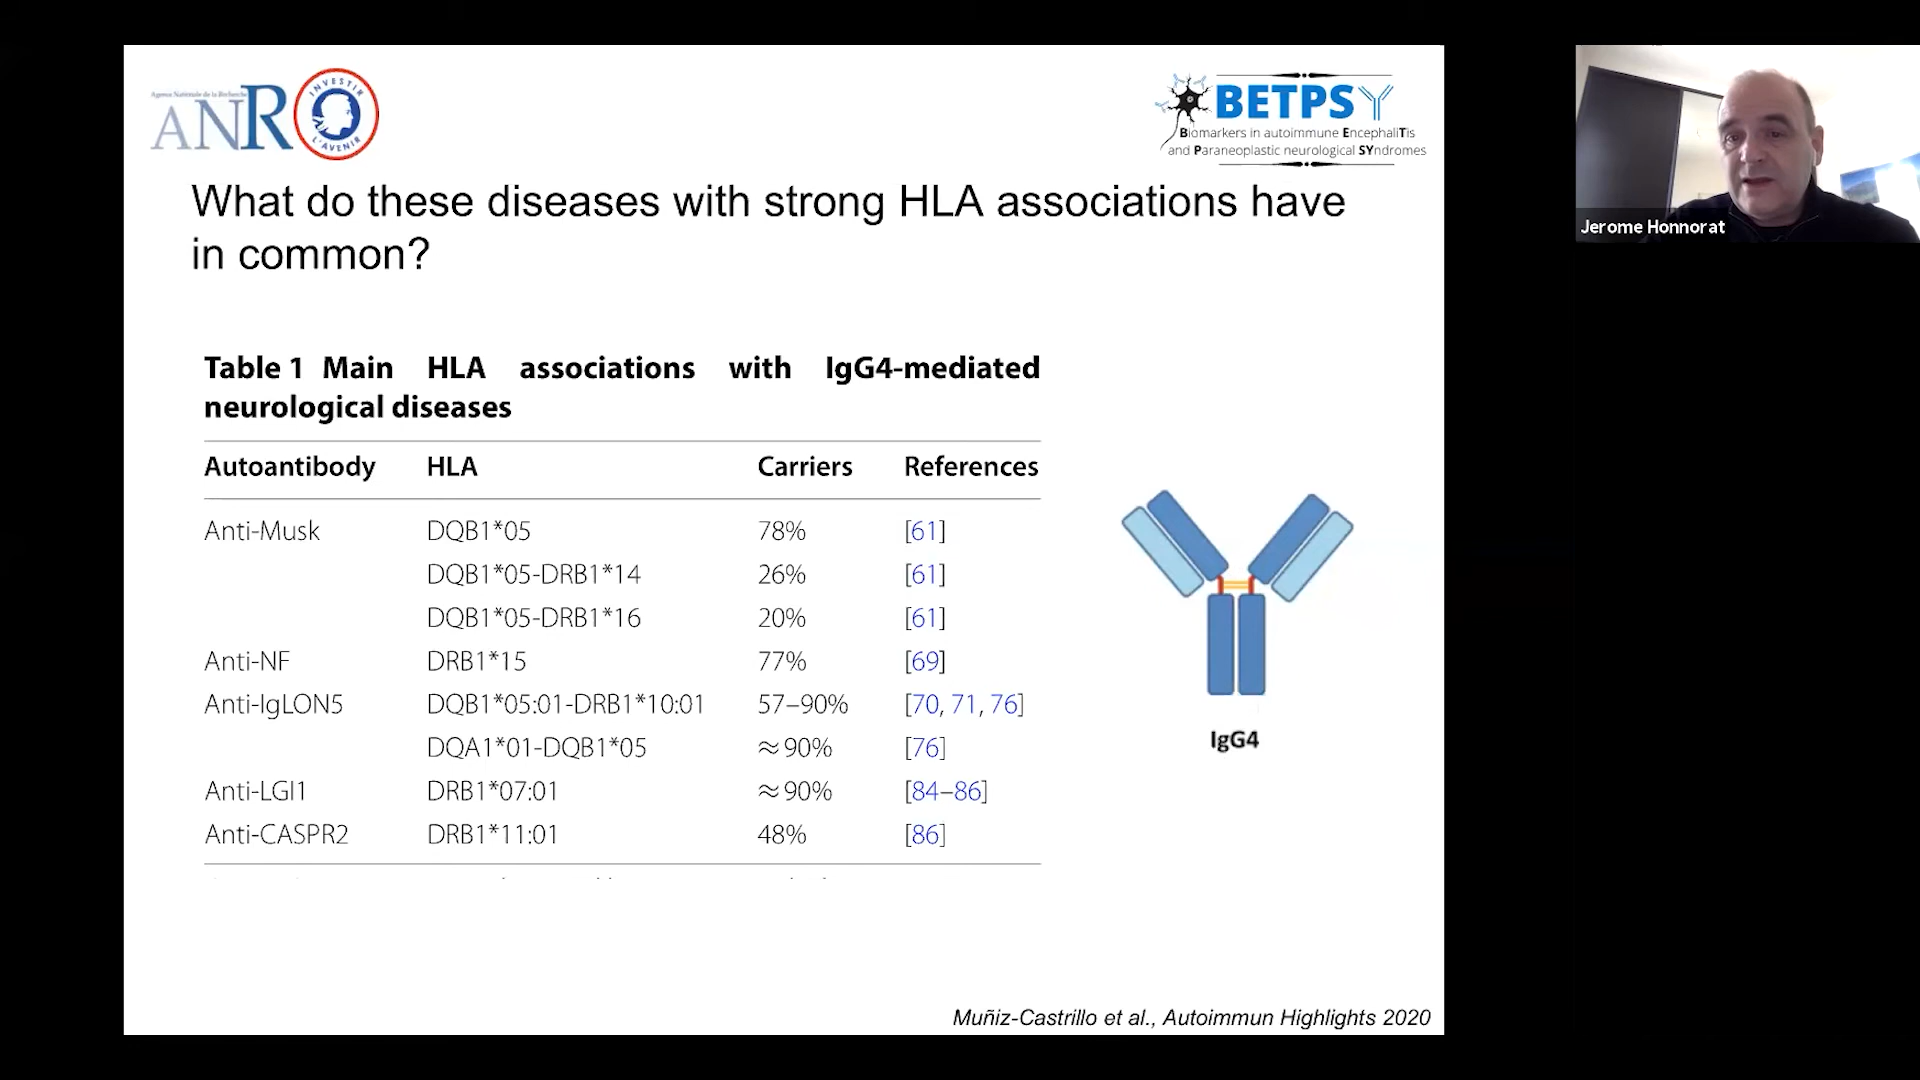 Agence Nationale de la Recherche
ANR
INVESTIR
L'AVENIR
BETPSY
Biomarkers in autoimmune EncephaliTis
and Paraneoplastic neurological SYndromes
Jerome Honnorat
What do these diseases with strong HLA associations have
in common?
Table 1 Main HLA associations with IgG4-mediated
neurological diseases
Autoantibody HLA Carriers References
Anti-Musk DQB1*05 78% [61]
DQB1*05-DRB1*14 26% [61]
DQB1*05-DRB1*16 20% [61]
Anti-NF DRB1*15 77% [69]
Anti-IgLON5 DQB1*05:01-DRB1*10:01 57–90% [70, 71, 76]
DQA1*01-DQB1*05 ≈90% [76]
Anti-LGI1 DRB1*07:01 ≈90% [84–86]
Anti-CASPR2 DRB1*11:01 48% [86]
IgG4
Muñiz-Castrillo et al., Autoimmun Highlights 2020